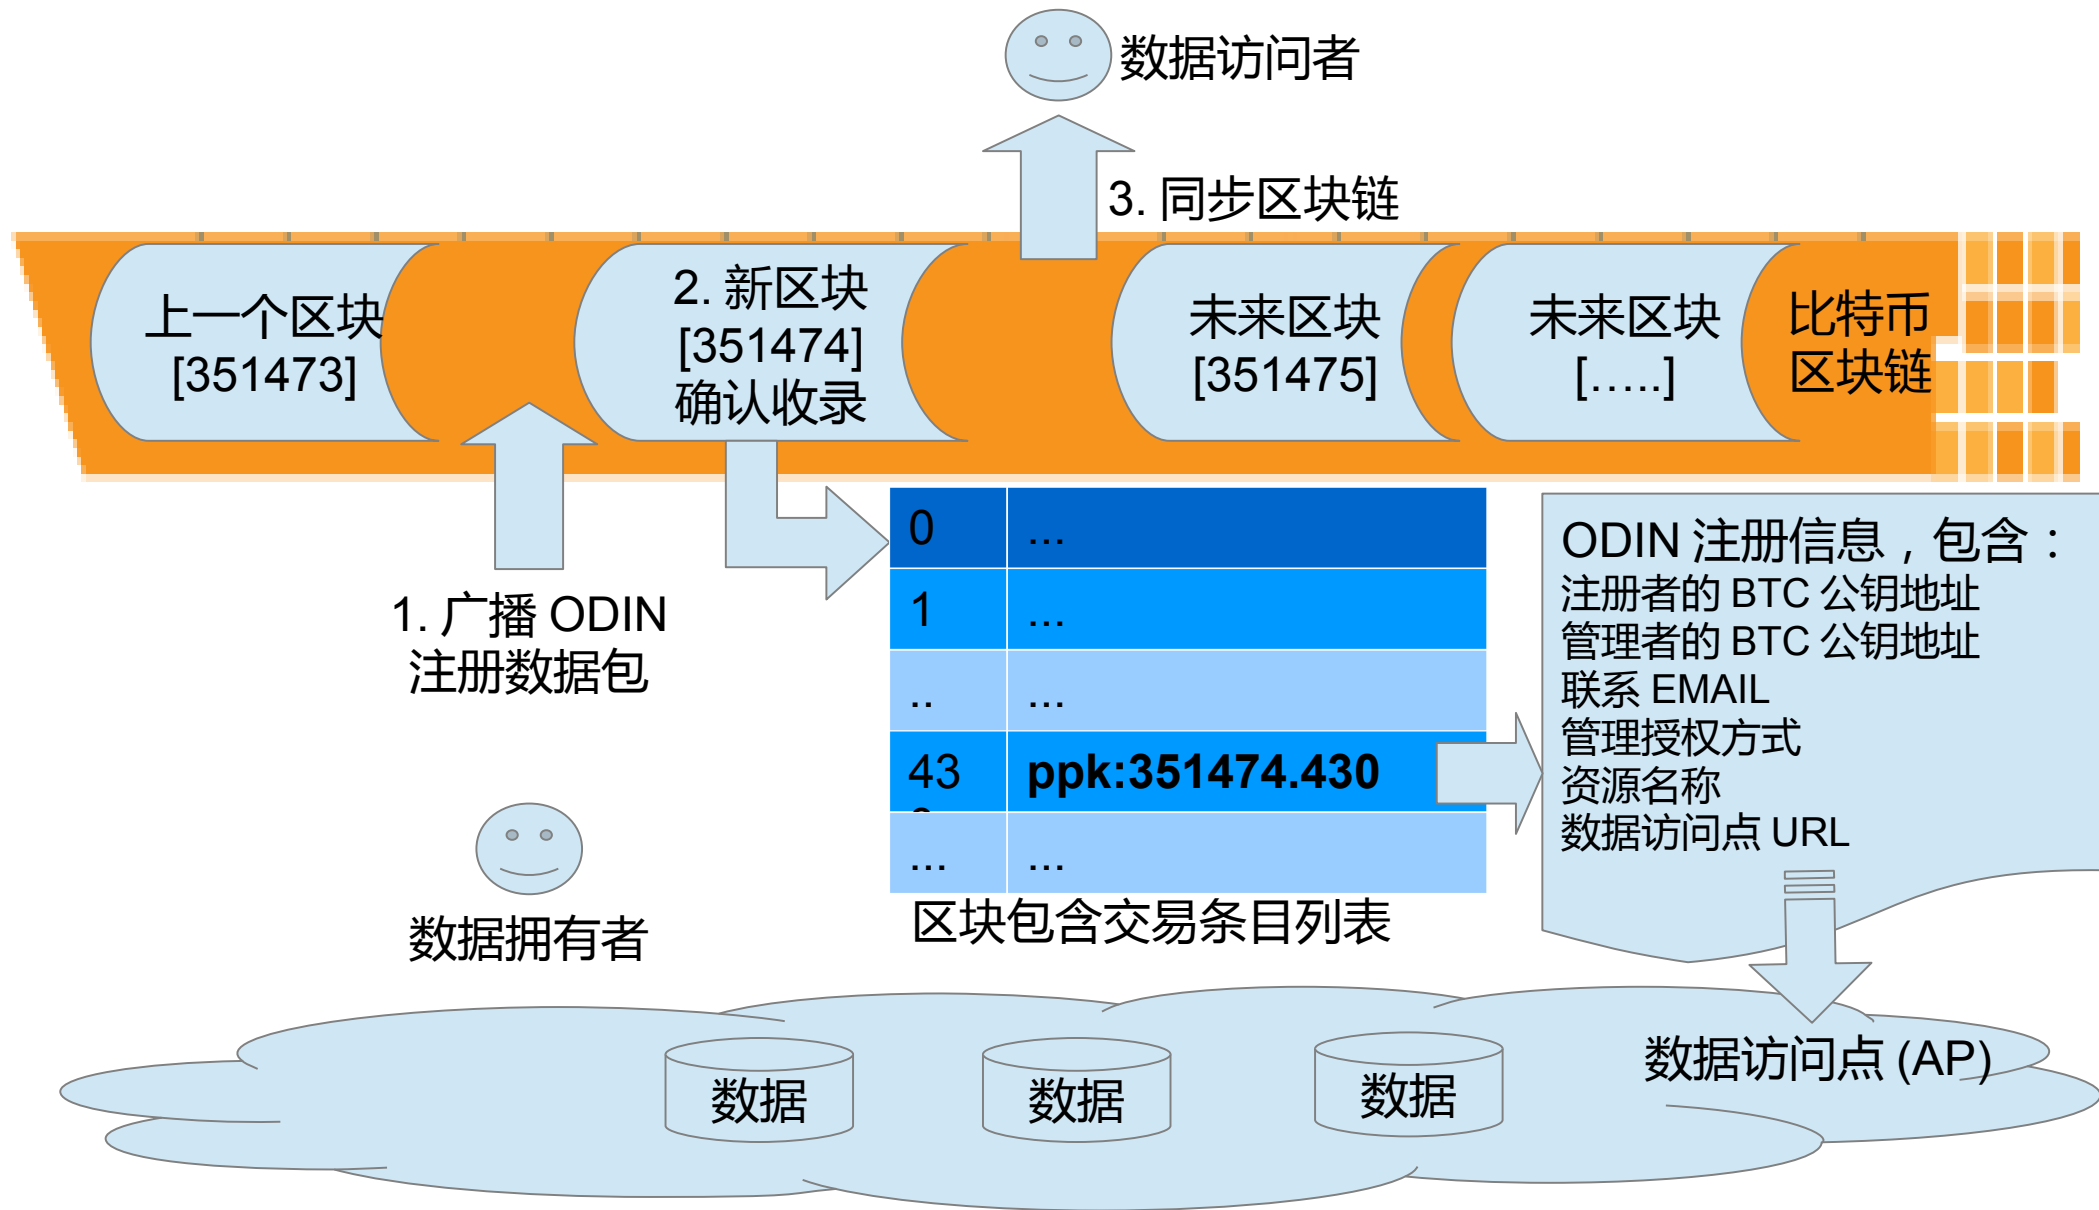 数据访问者
3. 同步区块链
上一个区块
[351473]
2. 新区块
[351474]
确认收录
未来区块
[351475]
未来区块
[…..]
比特币
区块链
1. 广播 ODIN
注册数据包
数据拥有者
0 ...
1 ...
.. ...
43 ppk:351474.430
... ...
区块包含交易条目列表
ODIN 注册信息，包含：
注册者的 BTC 公钥地址
管理者的 BTC 公钥地址
联系 EMAIL
管理授权方式
资源名称
数据访问点 URL
数据访问点 (AP)
数据
数据
数据